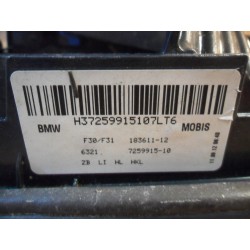 H37259915107LT6
BMW MOBIS
F30/F31 183611-12
6321 7259915-10
ZB LI HL HKL